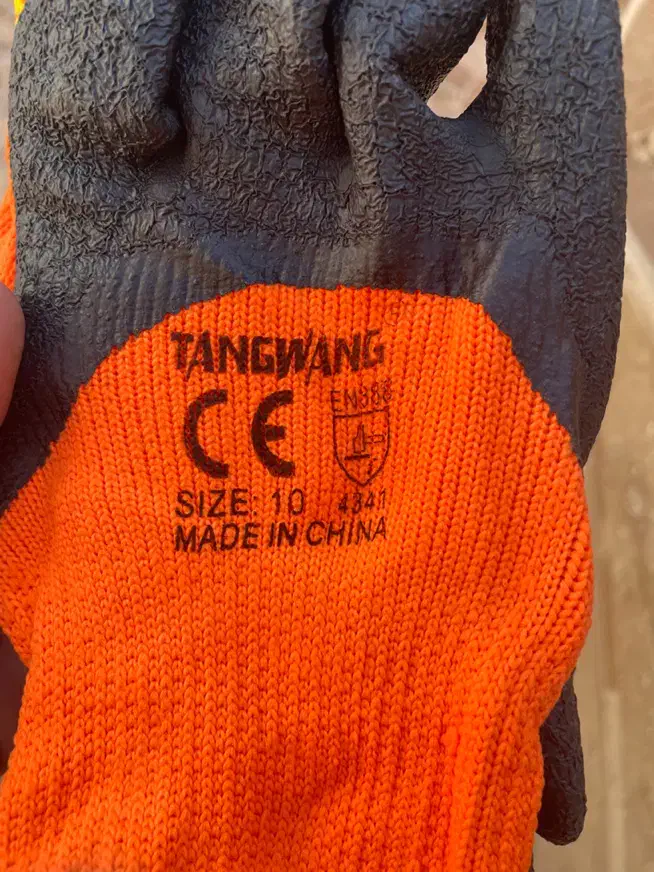 TANGWANG
CE EN388
SIZE: 10 4341
MADE IN CHINA